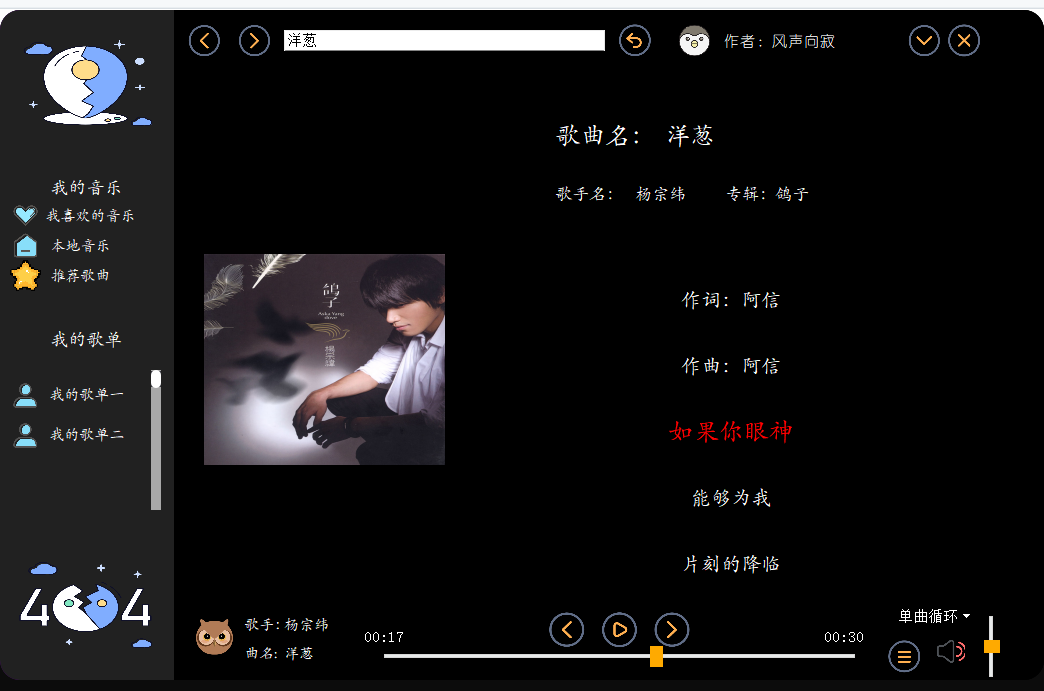 洋葱
作者：风声向寂
歌曲名： 洋葱
歌手名： 杨宗纬 专辑：鸽子
我的音乐
我喜欢的音乐
本地音乐
推荐歌曲
我的歌单
我的歌单一
我的歌单二
404
鸽子
Aska Yang
dove
楊宗緯
作词：阿信
作曲：阿信
如果你眼神
能够为我
片刻的降临
歌手:杨宗纬
曲名:洋葱
00:17
00:30
单曲循环